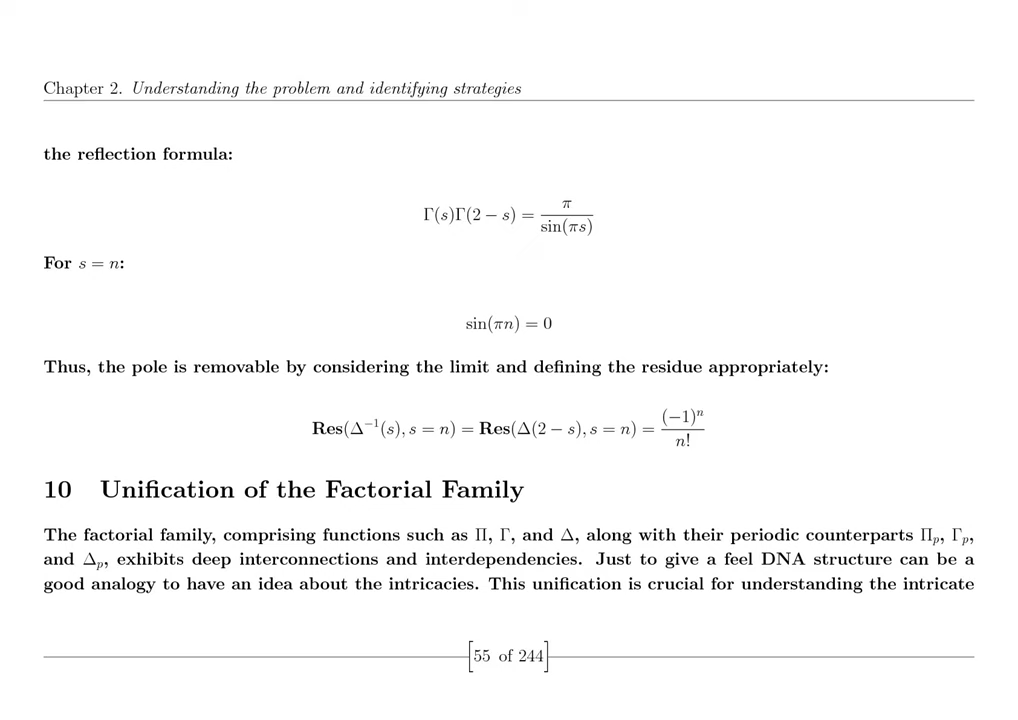 Chapter 2. Understanding the problem and identifying strategies
the reflection formula:
Γ(s)Γ(2 − s) = π / sin(πs)
For s = n:
sin(πn) = 0
Thus, the pole is removable by considering the limit and defining the residue appropriately:
Res(Δ⁻¹(s), s = n) = Res(Δ(2 − s), s = n) = (−1)ⁿ / n!
10 Unification of the Factorial Family
The factorial family, comprising functions such as Π, Γ, and Δ, along with their periodic counterparts Πₚ, Γₚ,
and Δₚ, exhibits deep interconnections and interdependencies. Just to give a feel DNA structure can be a
good analogy to have an idea about the intricacies. This unification is crucial for understanding the intricate
[55 of 244]